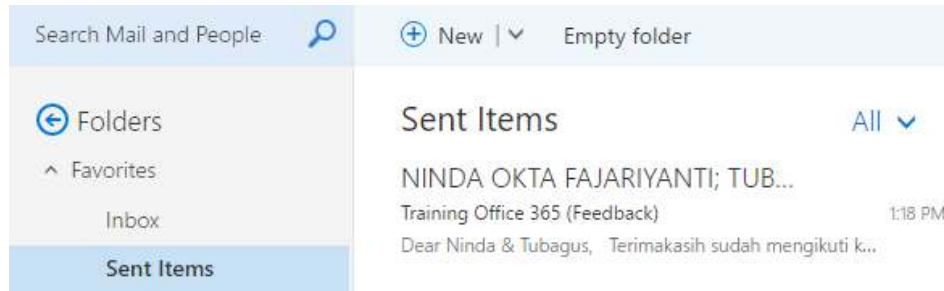 Search Mail and People
New
Empty folder
Folders
Favorites
Inbox
Sent Items
Sent Items
All
NINDA OKTA FAJARIYANTI; TUB...
Training Office 365 (Feedback)
1:18 PM
Dear Ninda & Tubagus, Terimakasih sudah mengikuti k...